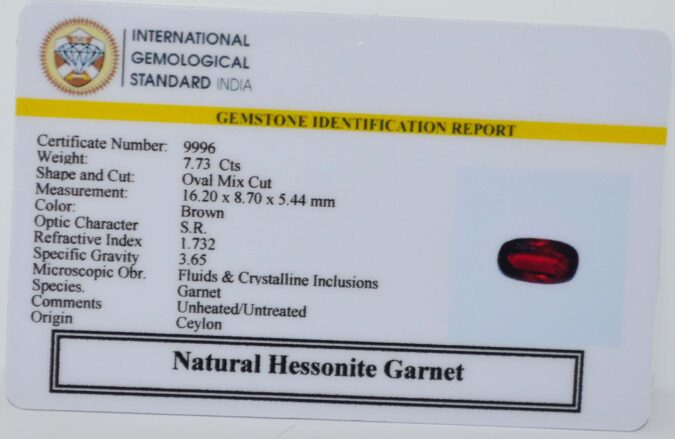 INTERNATIONAL
GEMOLOGICAL
STANDARD INDIA
GEMSTONE IDENTIFICATION REPORT
Certificate Number: 9996
Weight: 7.73 Cts
Shape and Cut: Oval Mix Cut
Measurement: 16.20 x 8.70 x 5.44 mm
Color: Brown
Optic Character S.R.
Refractive Index 1.732
Specific Gravity 3.65
Microscopic Obr. Fluids & Crystalline Inclusions
Species. Garnet
Comments Unheated/Untreated
Origin Ceylon
Natural Hessonite Garnet